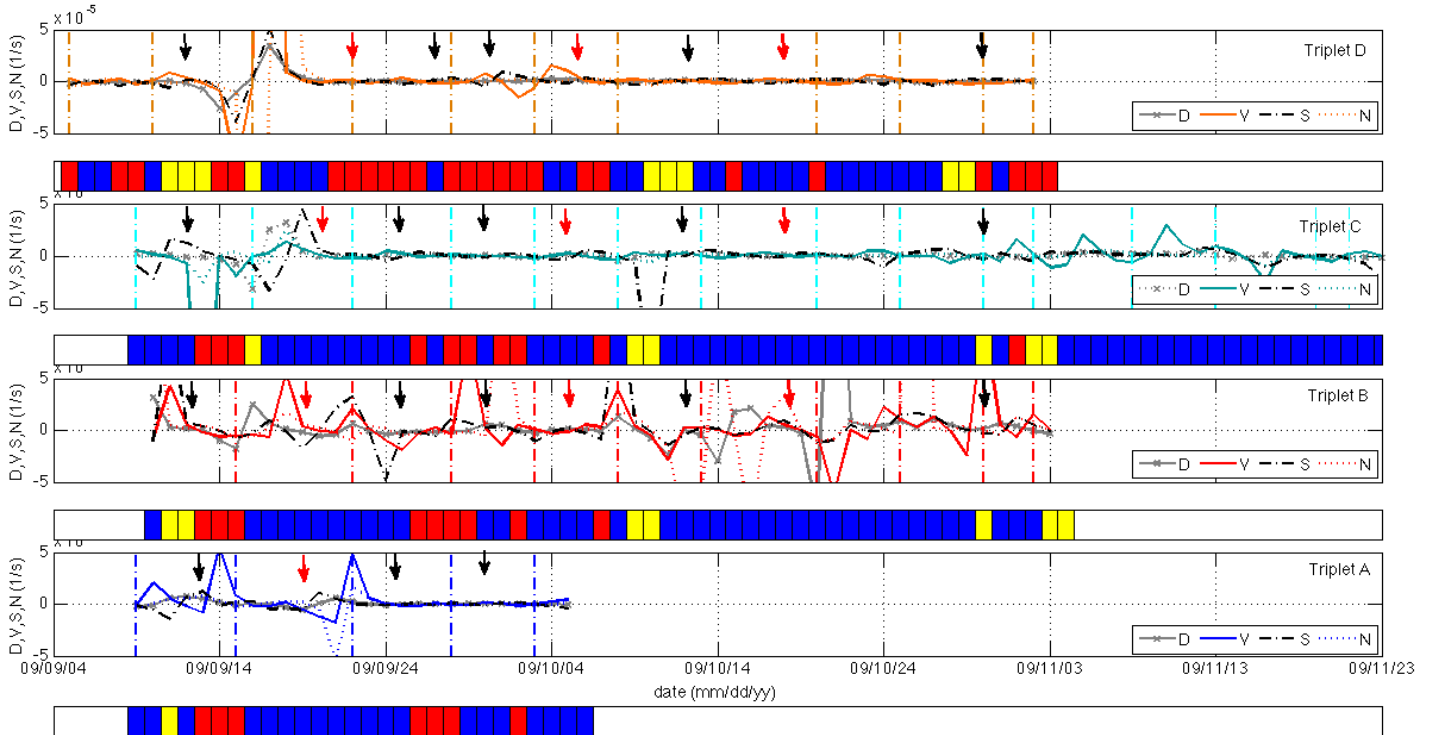 x 10 -5
5
0
-5
D,V,S,N (1/s)
Triplet D
D V S N
x 10
5
0
-5
D,V,S,N (1/s)
Triplet C
D V S N
5
0
-5
D,V,S,N (1/s)
Triplet B
D V S N
5
0
-5
D,V,S,N (1/s)
Triplet A
D V S N
09/09/04 09/09/14 09/09/24 09/10/04 09/10/14 09/10/24 09/11/03 09/11/13 09/11/23
date (mm/dd/yy)